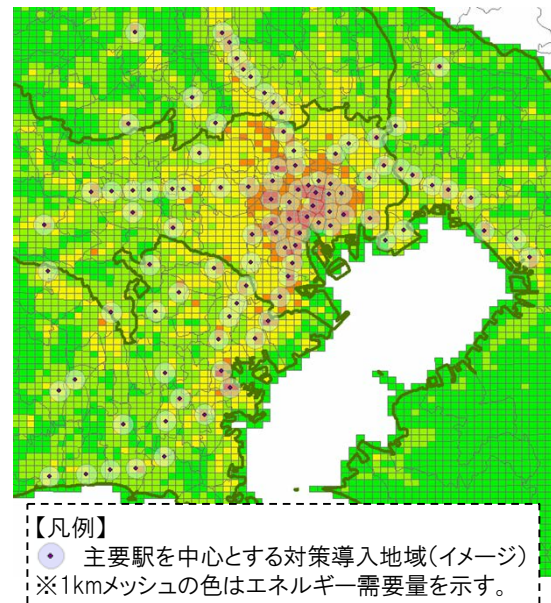 【凡例】
主要駅を中心とする対策導入地域(イメージ)
※1kmメッシュの色はエネルギー需要量を示す。